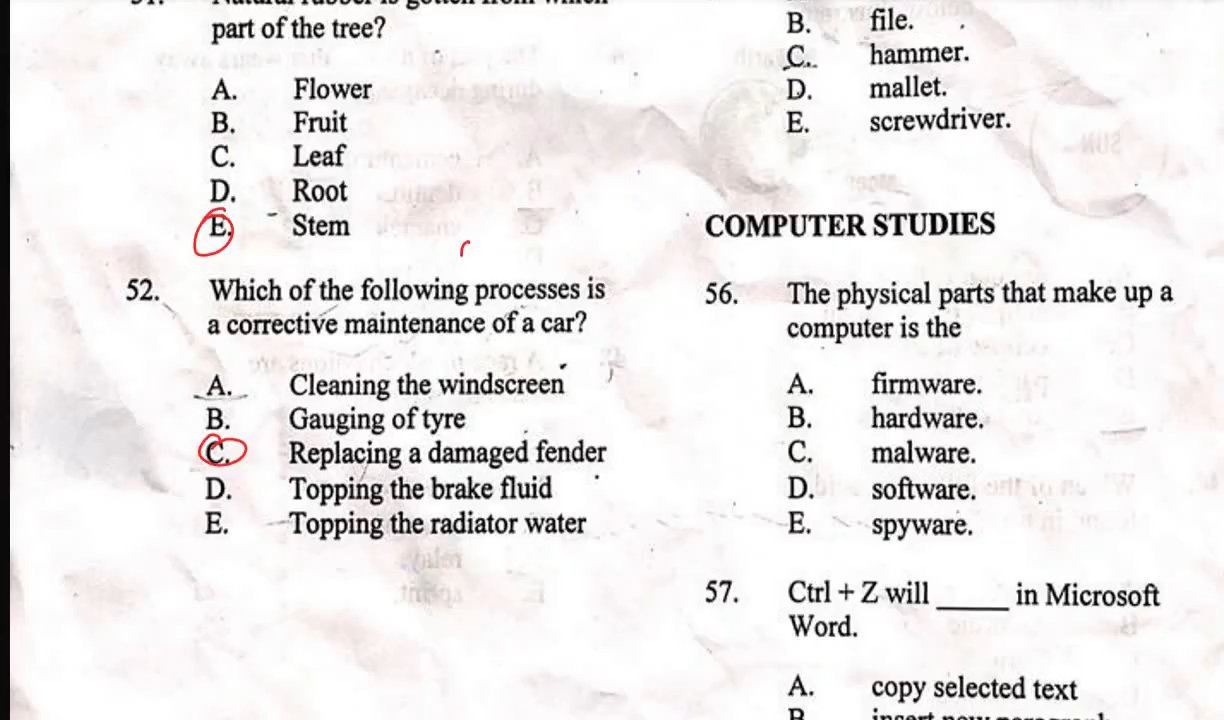 part of the tree?
A. Flower
B. Fruit
C. Leaf
D. Root
E. Stem
52. Which of the following processes is
a corrective maintenance of a car?
A. Cleaning the windscreen
B. Gauging of tyre
C. Replacing a damaged fender
D. Topping the brake fluid
E. Topping the radiator water
B. file.
C. hammer.
D. mallet.
E. screwdriver.
COMPUTER STUDIES
56. The physical parts that make up a
computer is the
A. firmware.
B. hardware.
C. malware.
D. software.
E. spyware.
57. Ctrl + Z will _____ in Microsoft
Word.
A. copy selected text